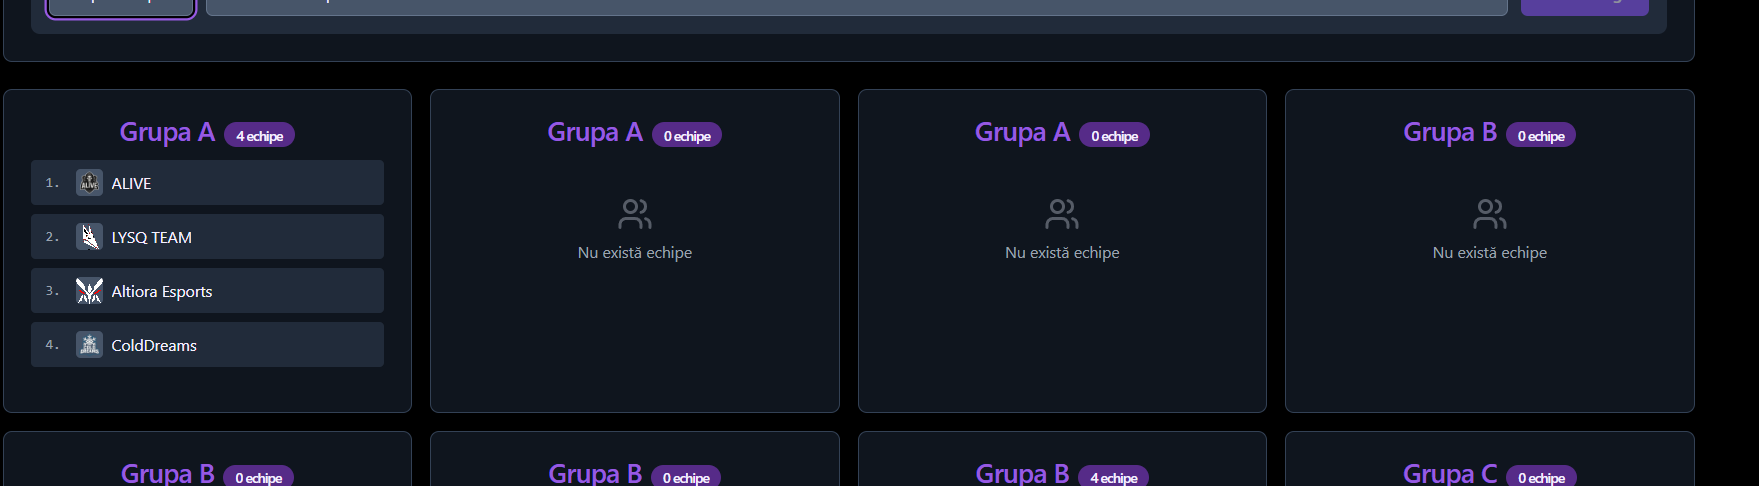 Grupa A 4 echipe
1. ALIVE
2. LYSQ TEAM
3. Altiora Esports
4. ColdDreams
Grupa A 0 echipe
Nu există echipe
Grupa A 0 echipe
Nu există echipe
Grupa B 0 echipe
Nu există echipe
Grupa B 0 echipe
Grupa B 0 echipe
Grupa B 4 echipe
Grupa C 0 echipe